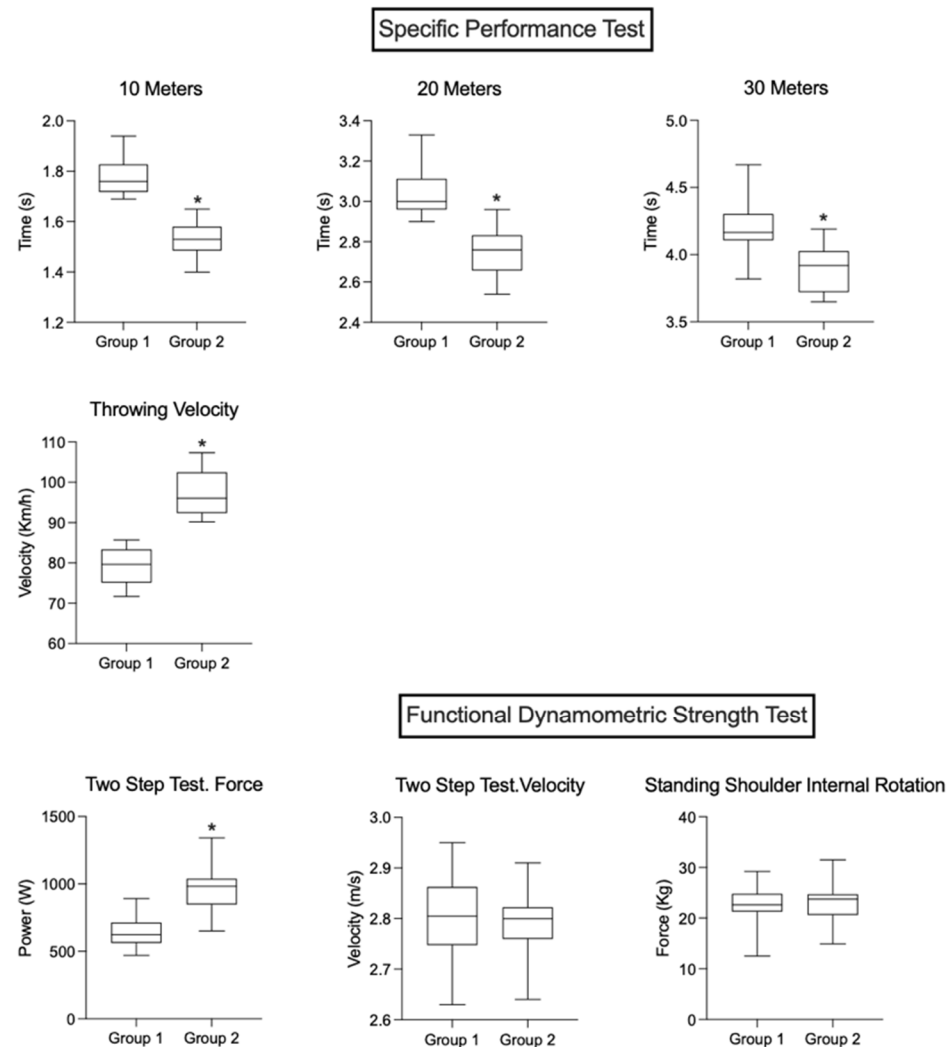 Specific Performance Test
10 Meters
20 Meters
30 Meters
Time (s)
2.0
1.8
1.6
1.4
1.2
*
Group 1
Group 2
Time (s)
3.4
3.2
3.0
2.8
2.6
2.4
*
Group 1
Group 2
Time (s)
5.0
4.5
4.0
3.5
*
Group 1
Group 2
Throwing Velocity
Velocity (Km/h)
110
100
90
80
70
60
*
Group 1
Group 2
Functional Dynamometric Strength Test
Two Step Test. Force
Two Step Test.Velocity
Standing Shoulder Internal Rotation
Power (W)
1500
1000
500
0
*
Group 1
Group 2
Velocity (m/s)
3.0
2.9
2.8
2.7
2.6
Group 1
Group 2
Force (Kg)
40
30
20
10
0
Group 1
Group 2